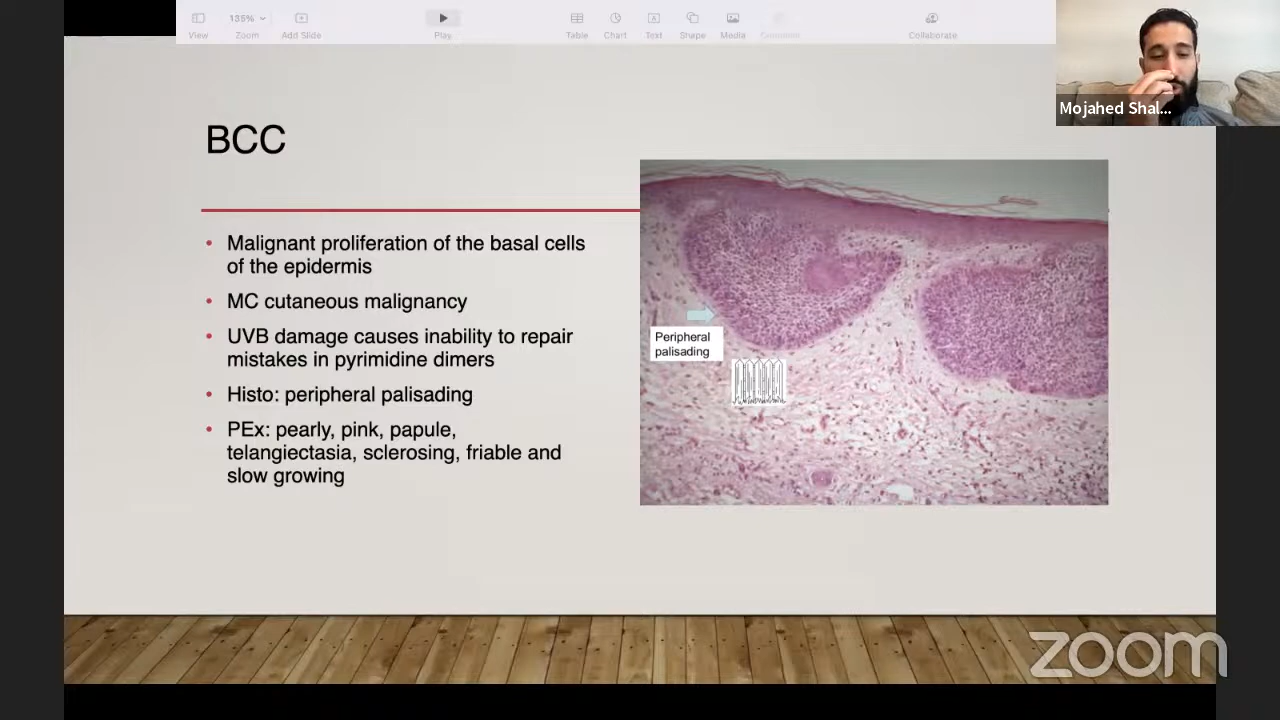 View
135%
Zoom
Add Slide
Play
Table
Chart
Text
Shape
Media
Comment
Collaborate
Mojahed Shal...
BCC
• Malignant proliferation of the basal cells
of the epidermis
• MC cutaneous malignancy
• UVB damage causes inability to repair
mistakes in pyrimidine dimers
• Histo: peripheral palisading
• PEx: pearly, pink, papule,
telangiectasia, sclerosing, friable and
slow growing
Peripheral
palisading
zoom